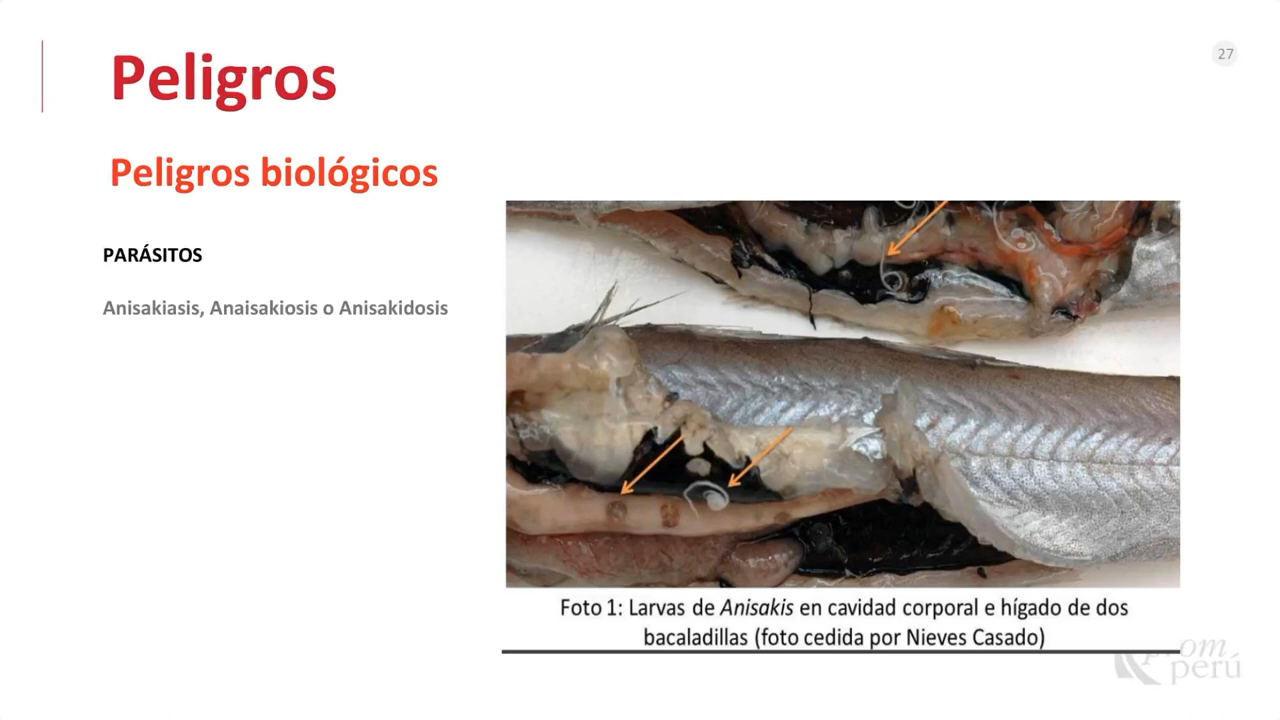 Peligros
27
Peligros biológicos
PARÁSITOS
Anisakiasis, Anaisakiosis o Anisakidosis
Foto 1: Larvas de Anisakis en cavidad corporal e hígado de dos
bacaladillas (foto cedida por Nieves Casado)
prom
perú